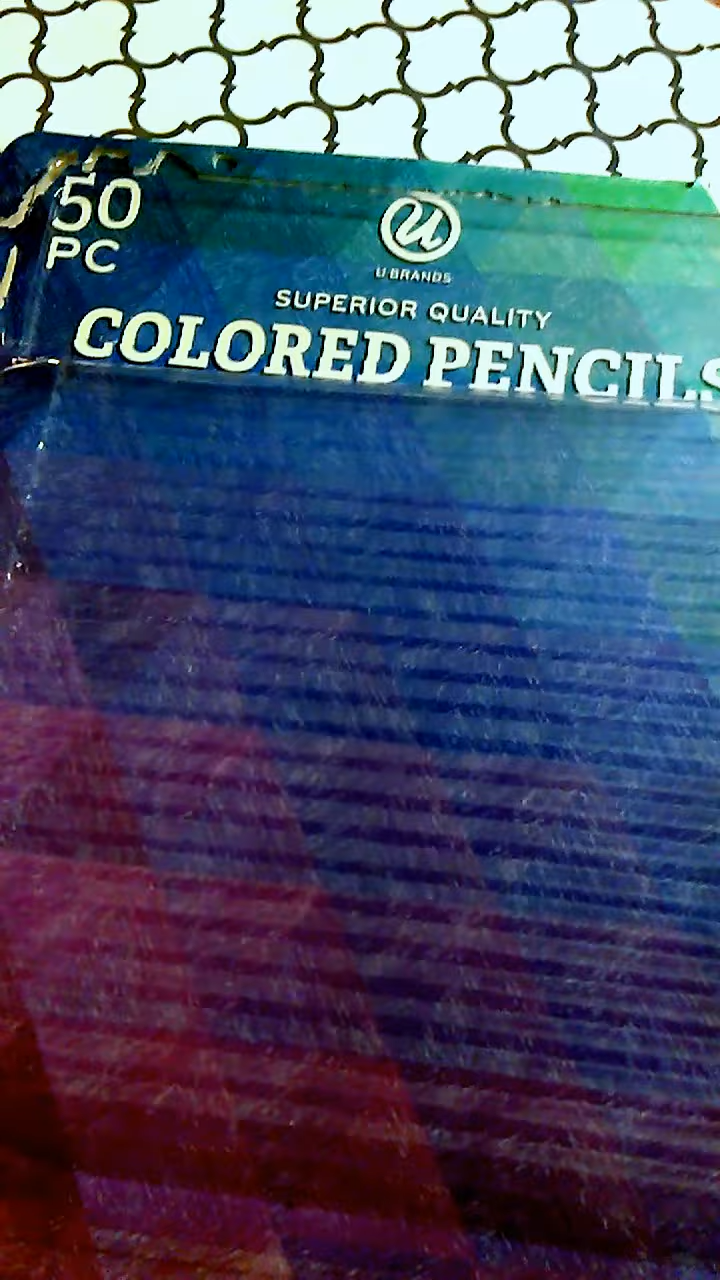 50
PC
U
U BRANDS
SUPERIOR QUALITY
COLORED PENCILS